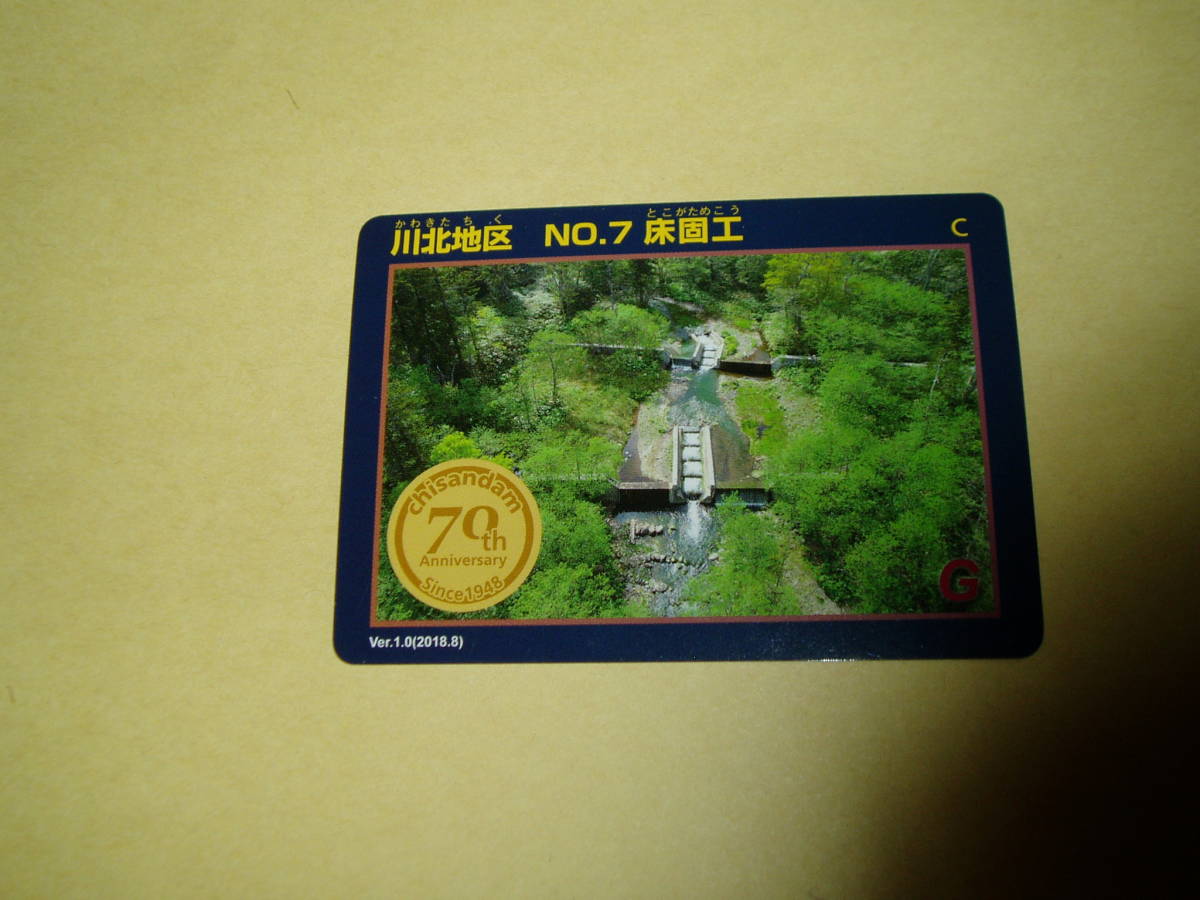 かわきたちく とこがためこう
川北地区 NO.7 床固工 C
chisandam
70th
Anniversary
Since1948
G
Ver.1.0(2018.8)